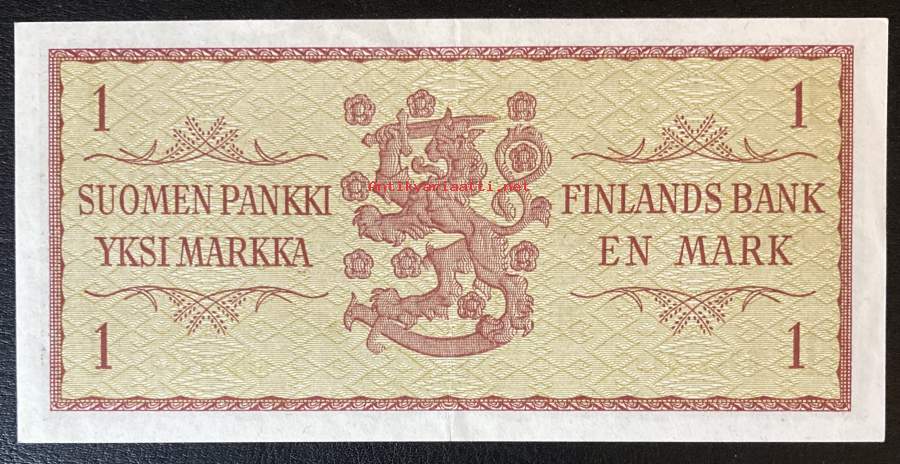 1
1
SUOMEN PANKKI
YKSI MARKKA
FINLANDS BANK
EN MARK
1
1
antikvariaatti.net